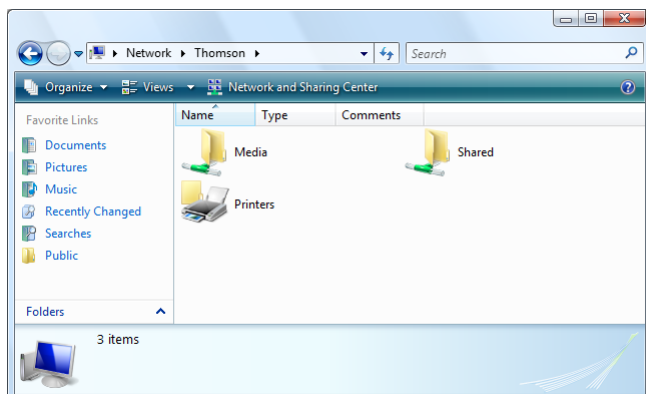 Network Thomson Search
Organize Views Network and Sharing Center
Favorite Links
Documents
Pictures
Music
Recently Changed
Searches
Public
Folders
Name Type Comments
Media Shared
Printers
3 items